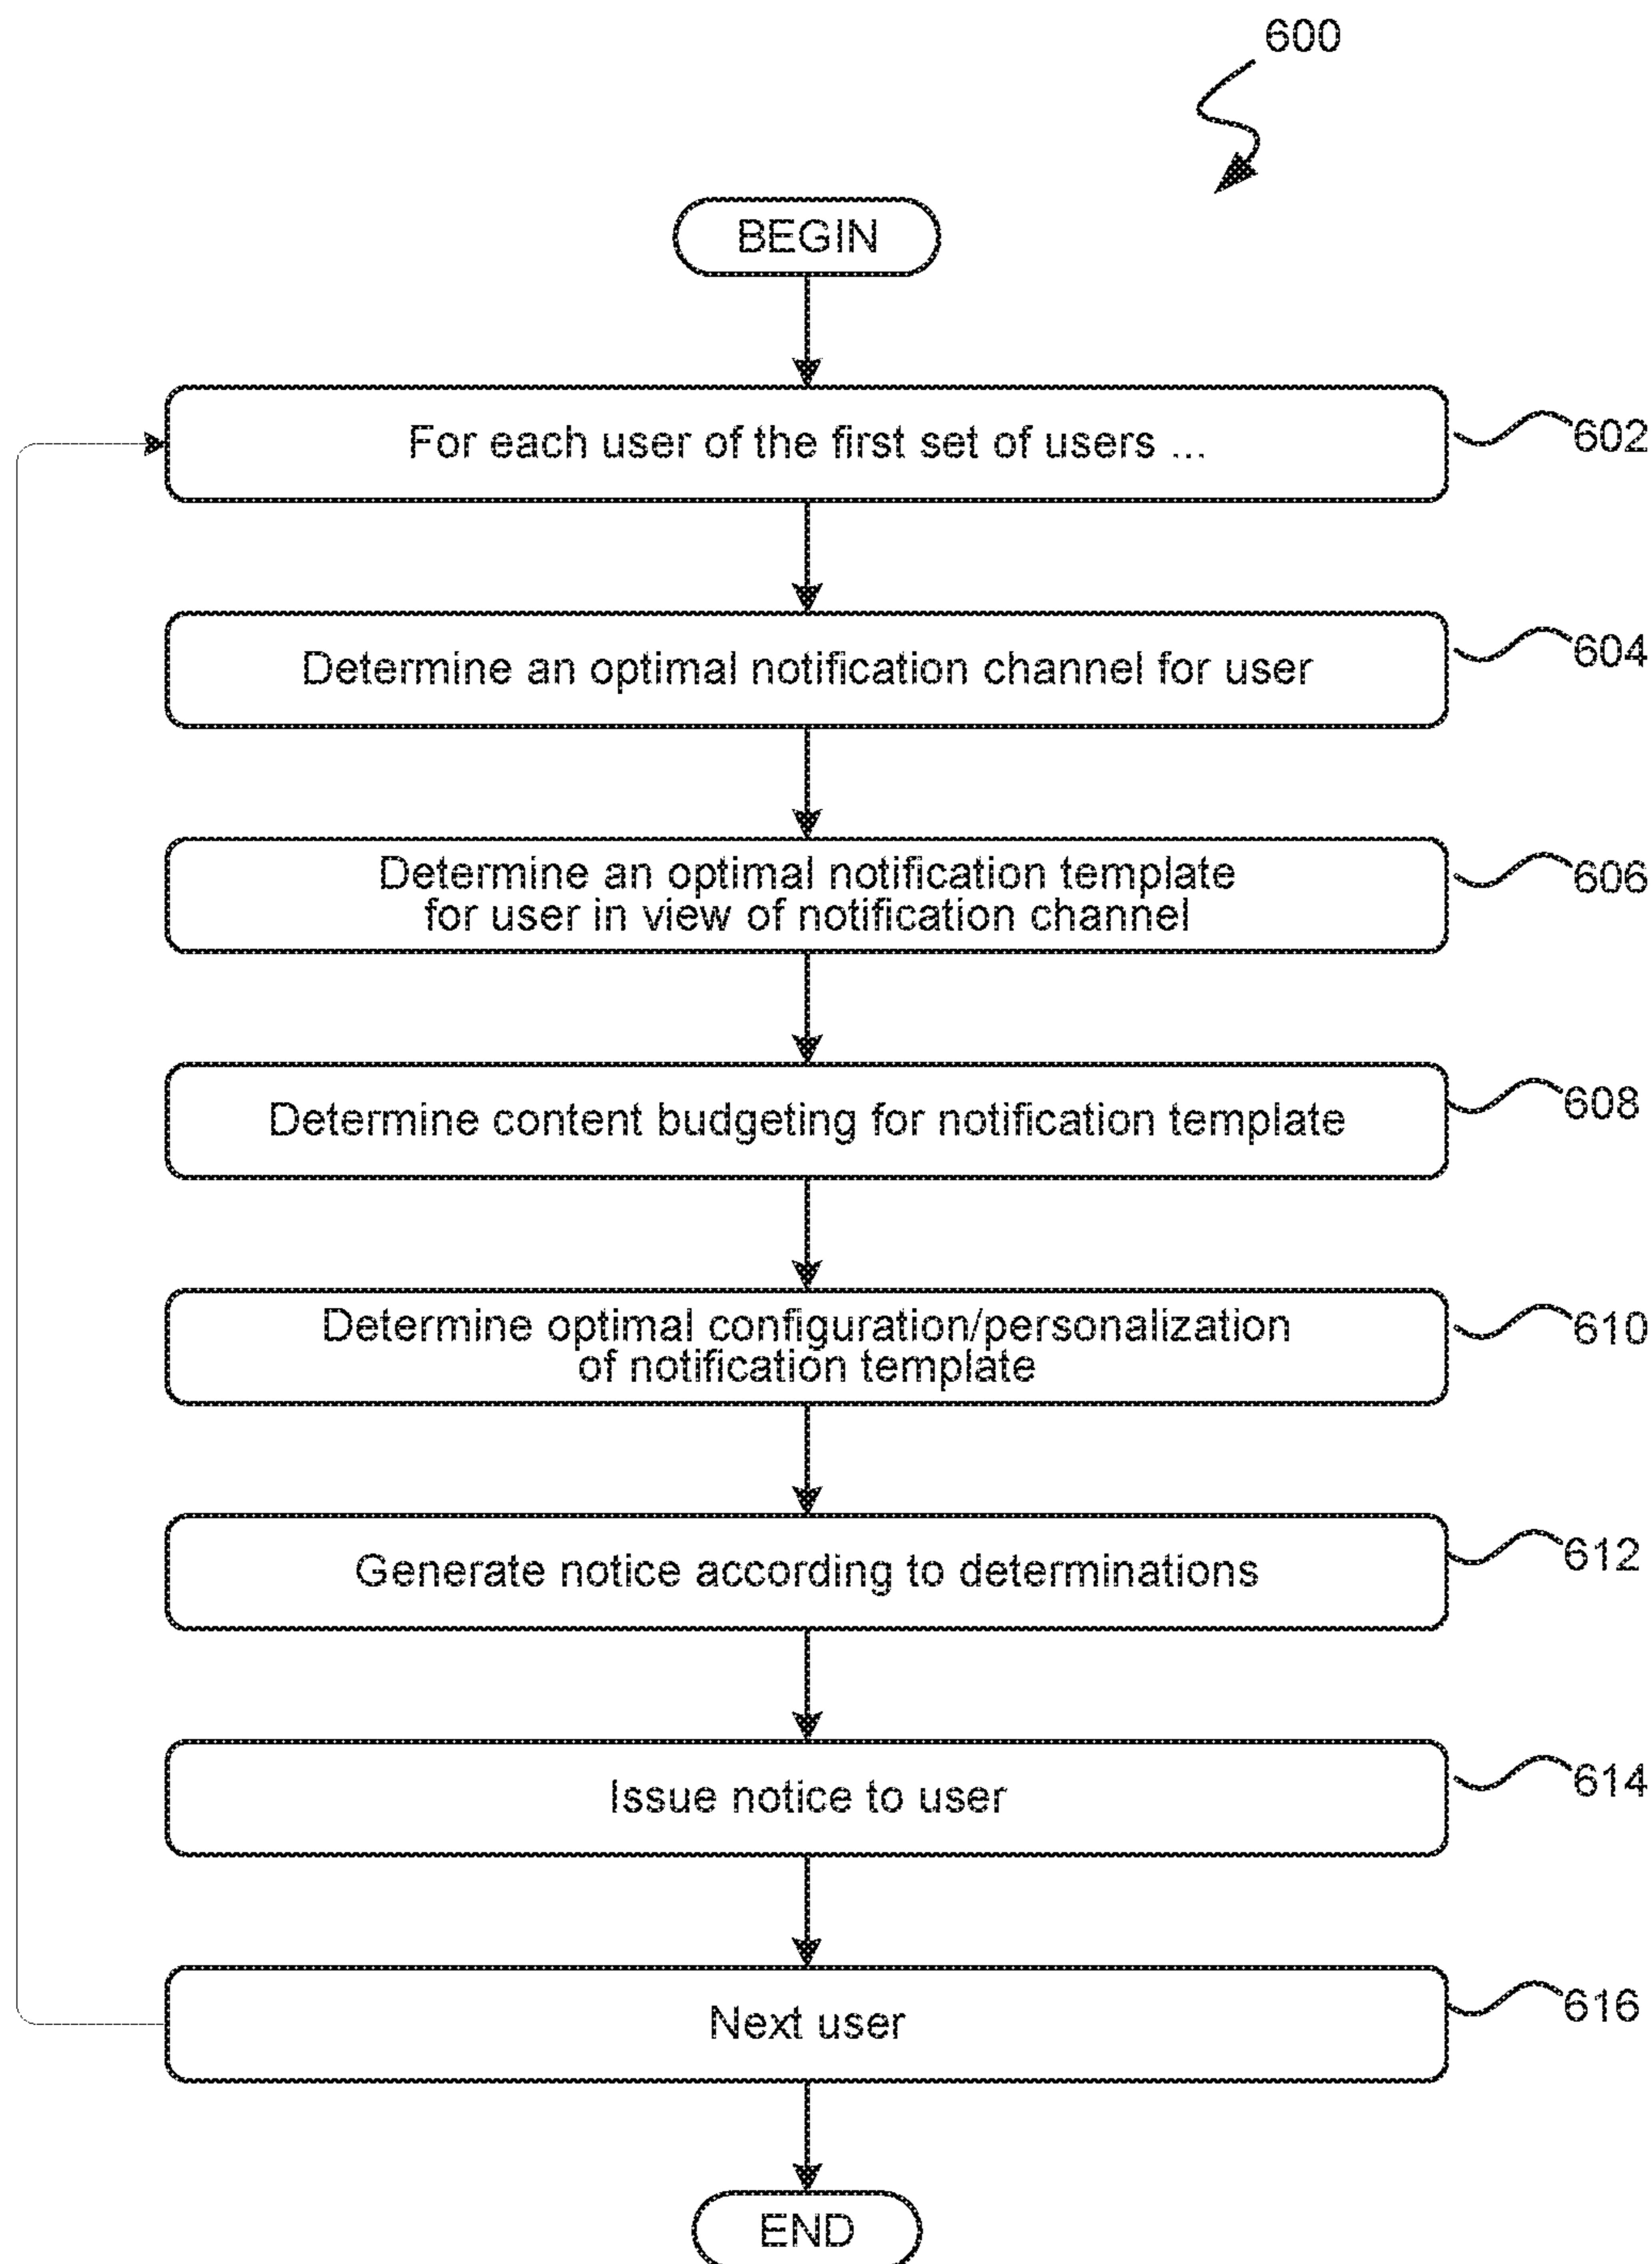 600
BEGIN
For each user of the first set of users ...
602
Determine an optimal notification channel for user
604
Determine an optimal notification template
for user in view of notification channel
606
Determine content budgeting for notification template
608
Determine optimal configuration/personalization
of notification template
610
Generate notice according to determinations
612
Issue notice to user
614
Next user
616
END